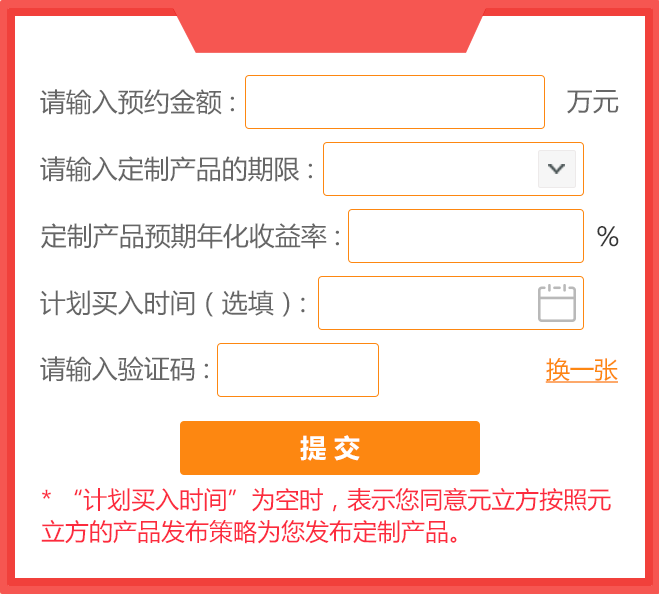 请输入预约金额： 万元
请输入定制产品的期限：
定制产品预期年化收益率： %
计划买入时间（选填）：
请输入验证码： 换一张
提交
* “计划买入时间”为空时，表示您同意元立方按照元
立方的产品发布策略为您发布定制产品。